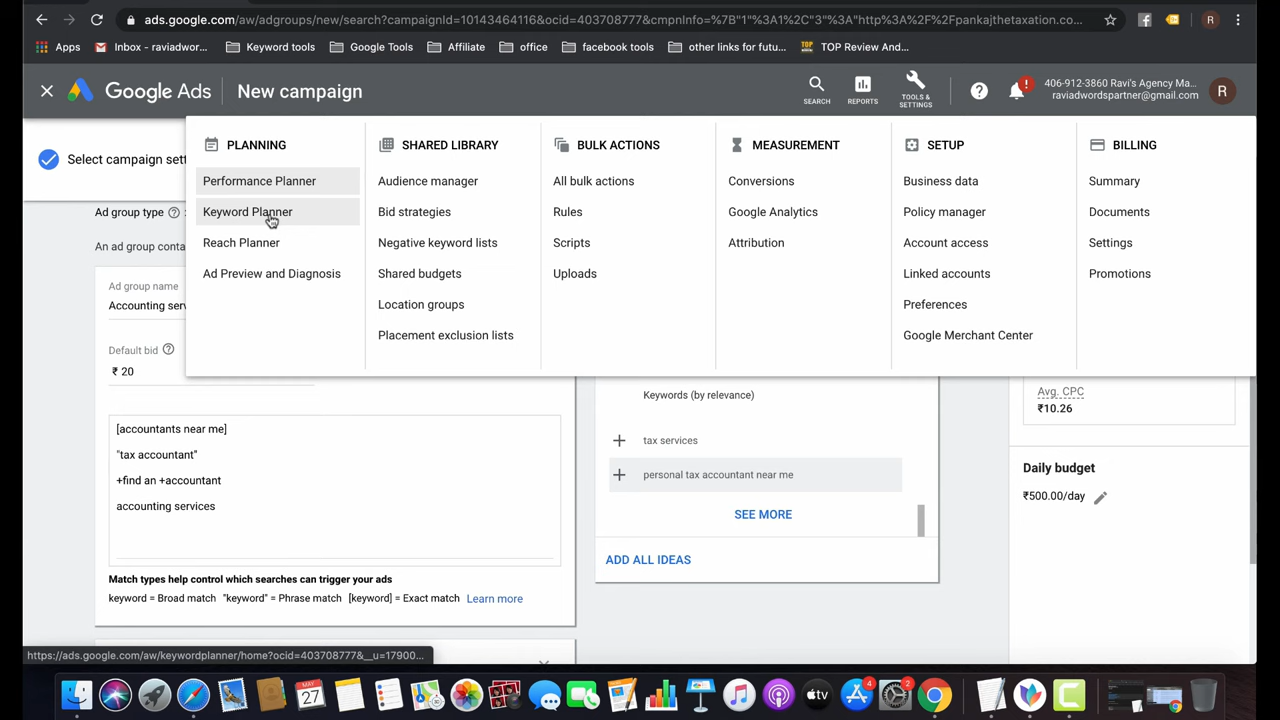 ads.google.com/aw/adgroups/new/search?campaignId=10143464116&ocid=403708777&cmpnInfo=%7B"1"%3A1%2C"3"%3A"http%3A%2F%2Fpankajthetaxation.co...
R
Apps
Inbox - raviadwor...
Keyword tools
Google Tools
Affiliate
office
facebook tools
other links for futu...
TOP Review And...
Google Ads
New campaign
SEARCH
REPORTS
TOOLS & SETTINGS
!
406-912-3860 Ravi's Agency Ma...
raviadwordspartner@gmail.com
R
Select campaign sett
Ad group type
An ad group conta
Ad group name
Accounting serv
Default bid
₹ 20
PLANNING
Performance Planner
Keyword Planner
Reach Planner
Ad Preview and Diagnosis
SHARED LIBRARY
Audience manager
Bid strategies
Negative keyword lists
Shared budgets
Location groups
Placement exclusion lists
BULK ACTIONS
All bulk actions
Rules
Scripts
Uploads
MEASUREMENT
Conversions
Google Analytics
Attribution
SETUP
Business data
Policy manager
Account access
Linked accounts
Preferences
Google Merchant Center
BILLING
Summary
Documents
Settings
Promotions
[accountants near me]
"tax accountant"
+find an +accountant
accounting services
Match types help control which searches can trigger your ads
keyword = Broad match "keyword" = Phrase match [keyword] = Exact match Learn more
Keywords (by relevance)
tax services
personal tax accountant near me
SEE MORE
ADD ALL IDEAS
Avg. CPC
₹10.26
Daily budget
₹500.00/day
https://ads.google.com/aw/keywordplanner/home?ocid=403708777&__u=17900...
MAY
27
tv
4
2